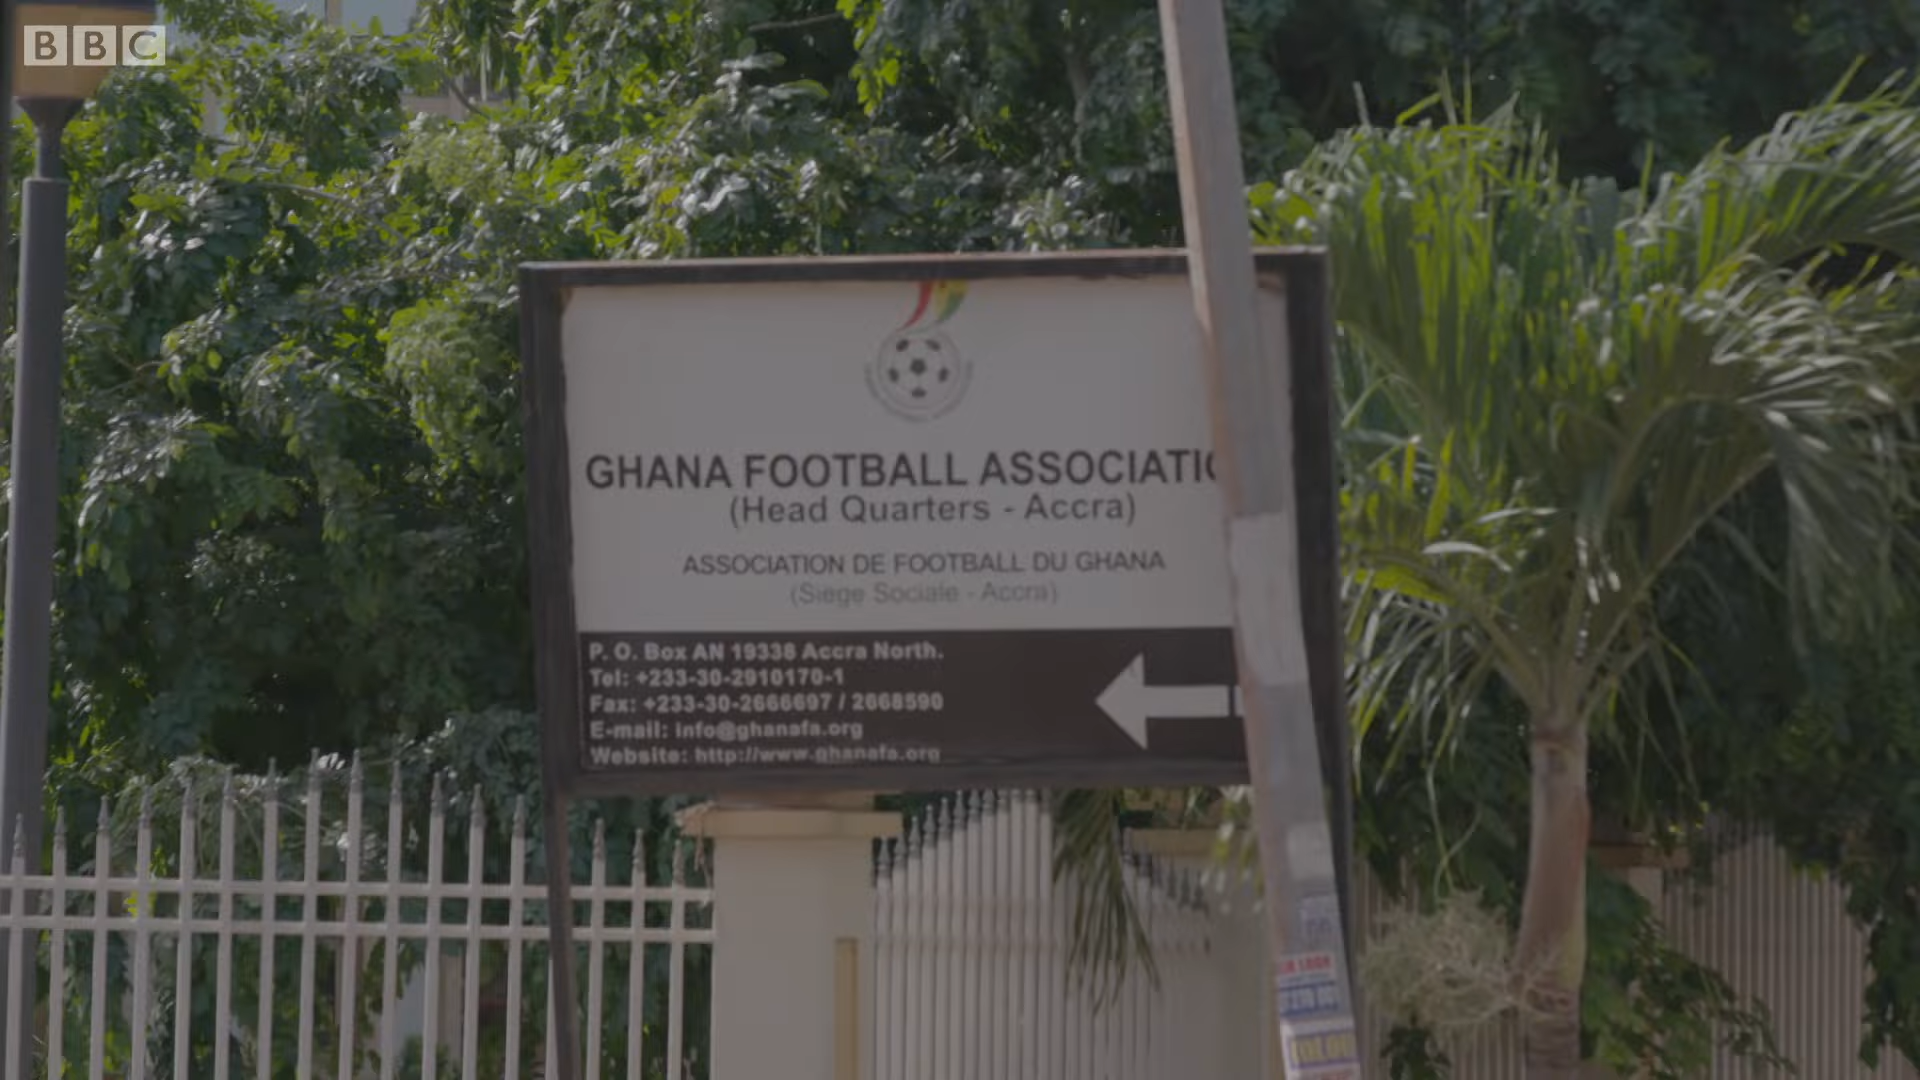 BBC
GHANA FOOTBALL ASSOCIATIO
(Head Quarters - Accra)
ASSOCIATION DE FOOTBALL DU GHANA
(Siege Sociale - Accra)
P. O. Box AN 19338 Accra North.
Tel: +233-30-2910170-1
Fax: +233-30-2666697 / 2668590
E-mail: info@ghanafa.org
Website: http://www.ghanafa.org